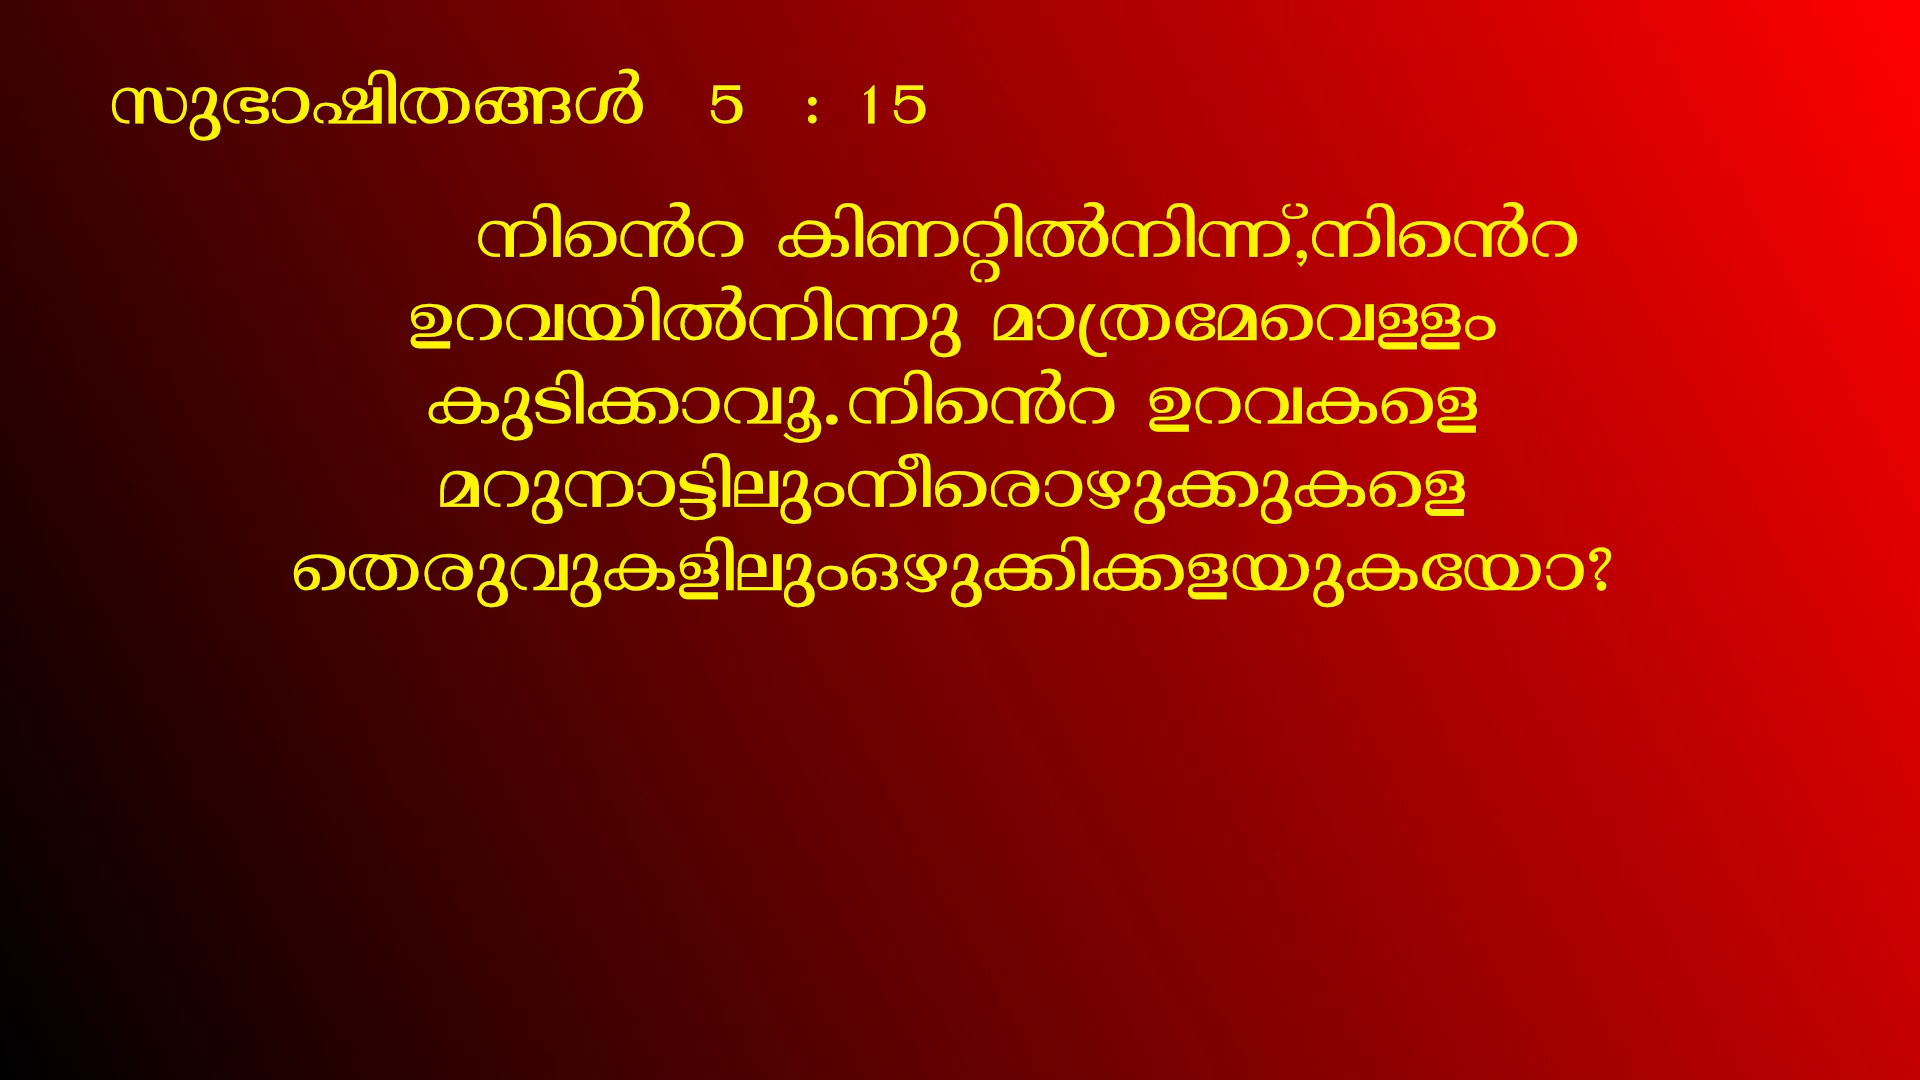 സുഭാഷിതങ്ങൾ 5 : 15
നിൻെറ കിണറ്റിൽനിന്ന്,നിൻെറ
ഉറവയിൽനിന്നു മാത്രമേവെള്ളം
കുടിക്കാവൂ.നിൻെറ ഉറവകളെ
മറുനാട്ടിലുംനീരൊഴുക്കുകളെ
തെരുവുകളിലുംഒഴുക്കിക്കളയുകയോ?